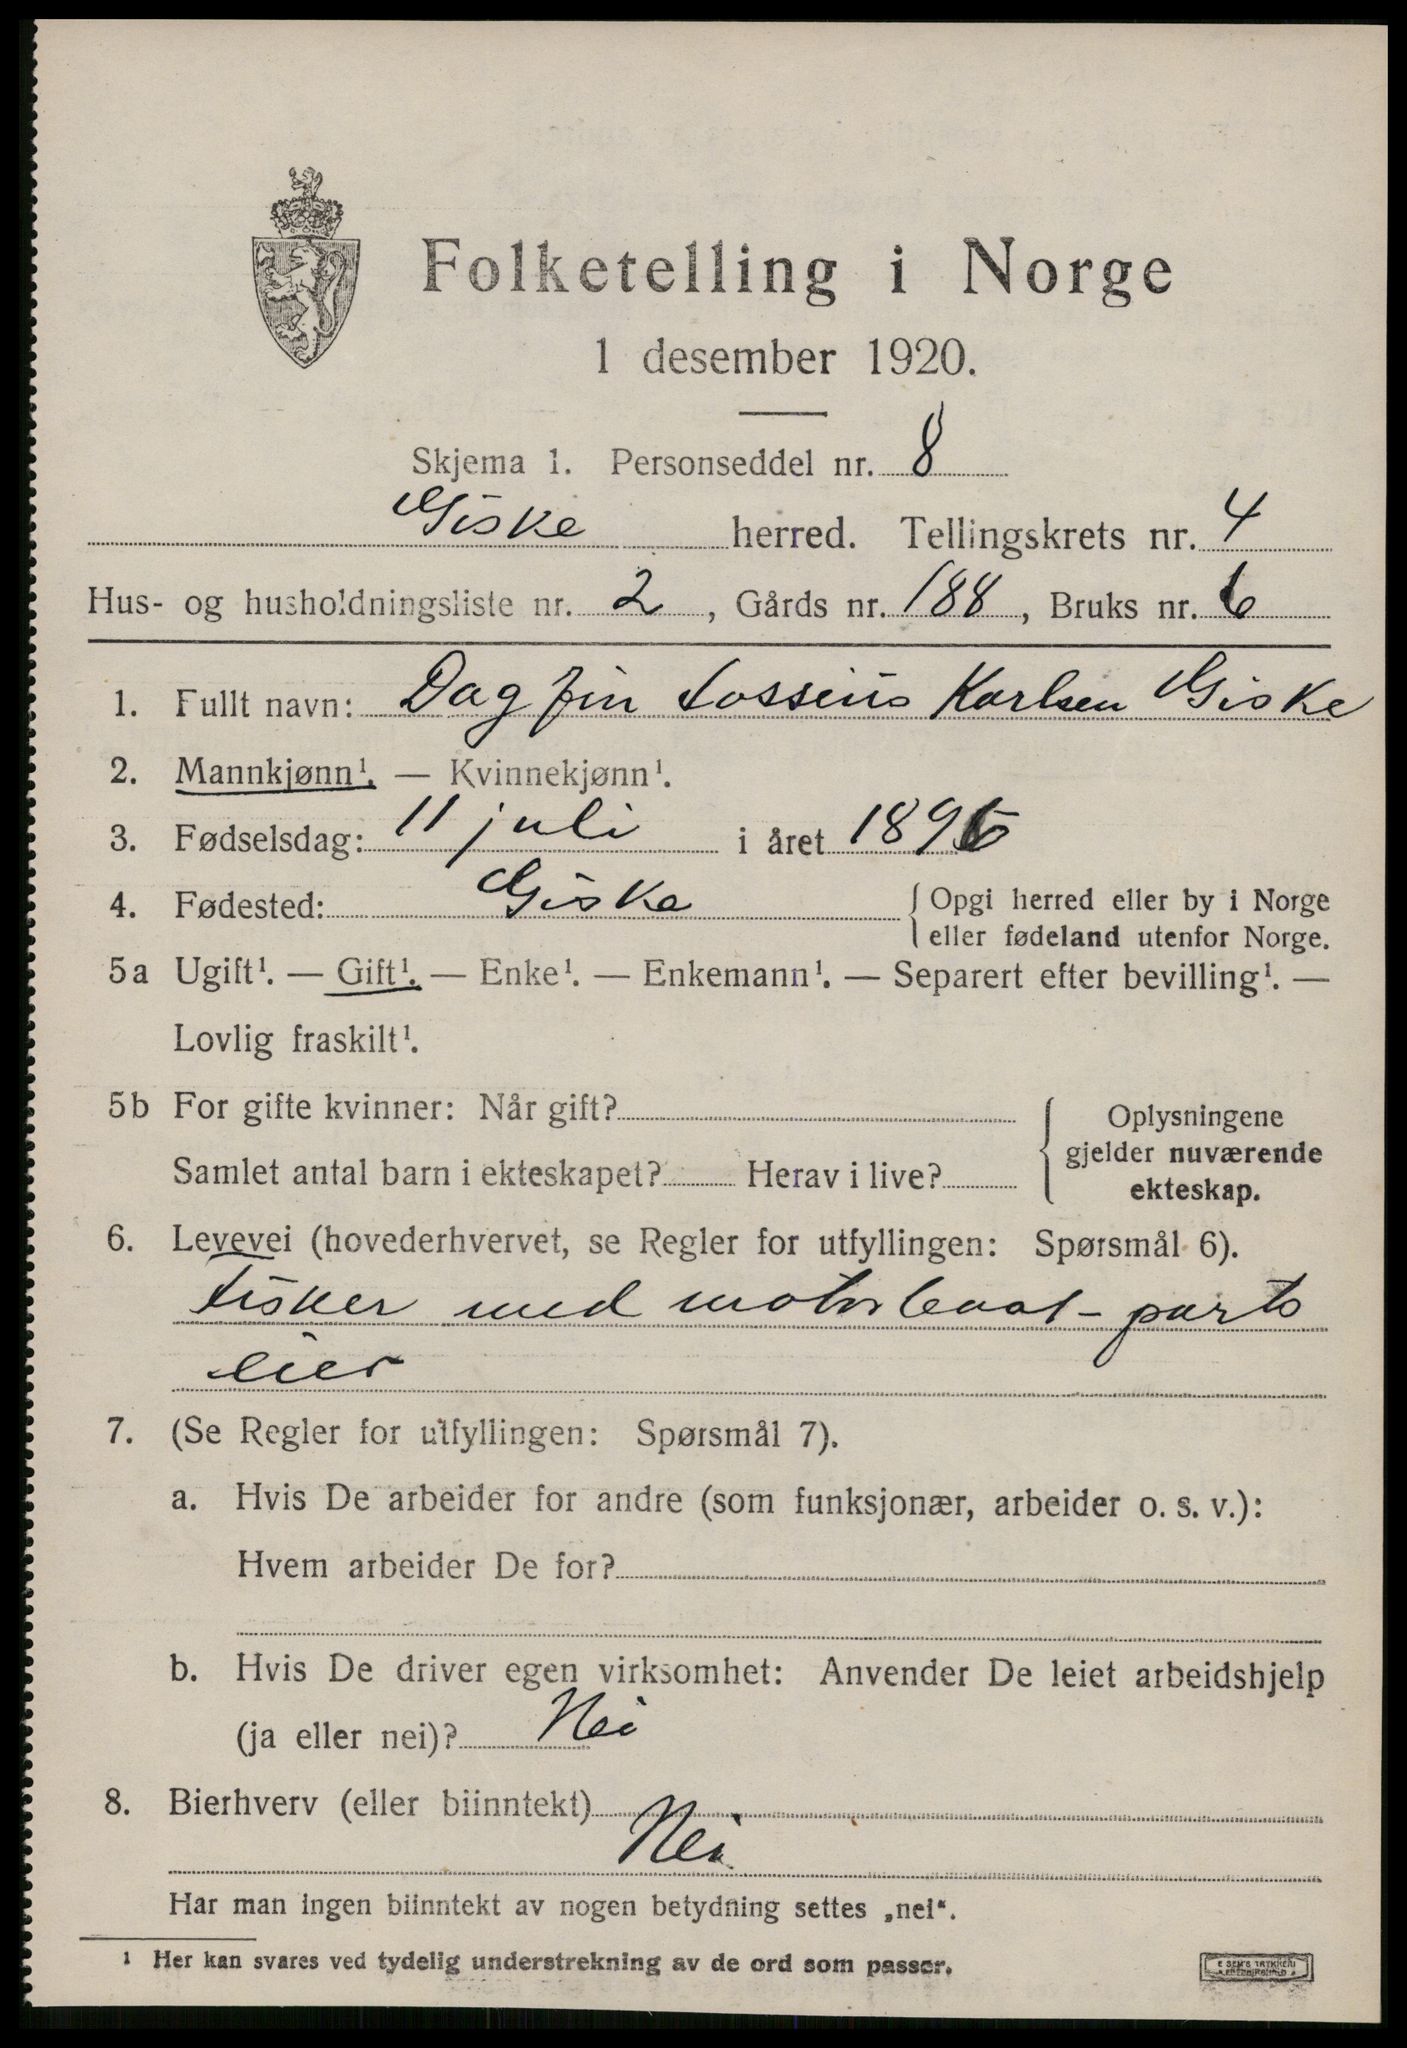 Folketelling i Norge
1 desember 1920.
Skjema 1. Personseddel nr. 8
Giske herred. Tellingskrets nr. 4
Hus- og husholdningsliste nr. 2, Gårds nr. 188, Bruks nr. 6
1. Fullt navn: Dagfin Karlsen Giske
2. Mannkjønn¹. — Kvinnekjønn¹.
3. Fødselsdag: 11 juli i året 1896
4. Fødested: Giske { Opgi herred eller by i Norge
eller fødeland utenfor Norge.
5a Ugift¹. — Gift¹. — Enke¹. — Enkemann¹. — Separert efter bevilling¹. —
Lovlig fraskilt¹.
5b For gifte kvinner: Når gift?
Samlet antal barn i ekteskapet? Herav i live?
{ Oplysningene
gjelder nuværende
ekteskap.
6. Levevei (hovederhvervet, se Regler for utfyllingen: Spørsmål 6).
Fisker med motorbaat - parts
eier
7. (Se Regler for utfyllingen: Spørsmål 7).
a. Hvis De arbeider for andre (som funksjonær, arbeider o. s. v.):
Hvem arbeider De for?
b. Hvis De driver egen virksomhet: Anvender De leiet arbeidshjelp
(ja eller nei)? Nei
8. Bierhverv (eller biinntekt)
Nei
Har man ingen biinntekt av nogen betydning settes „nei“.
¹ Her kan svares ved tydelig understrekning av de ord som passer.